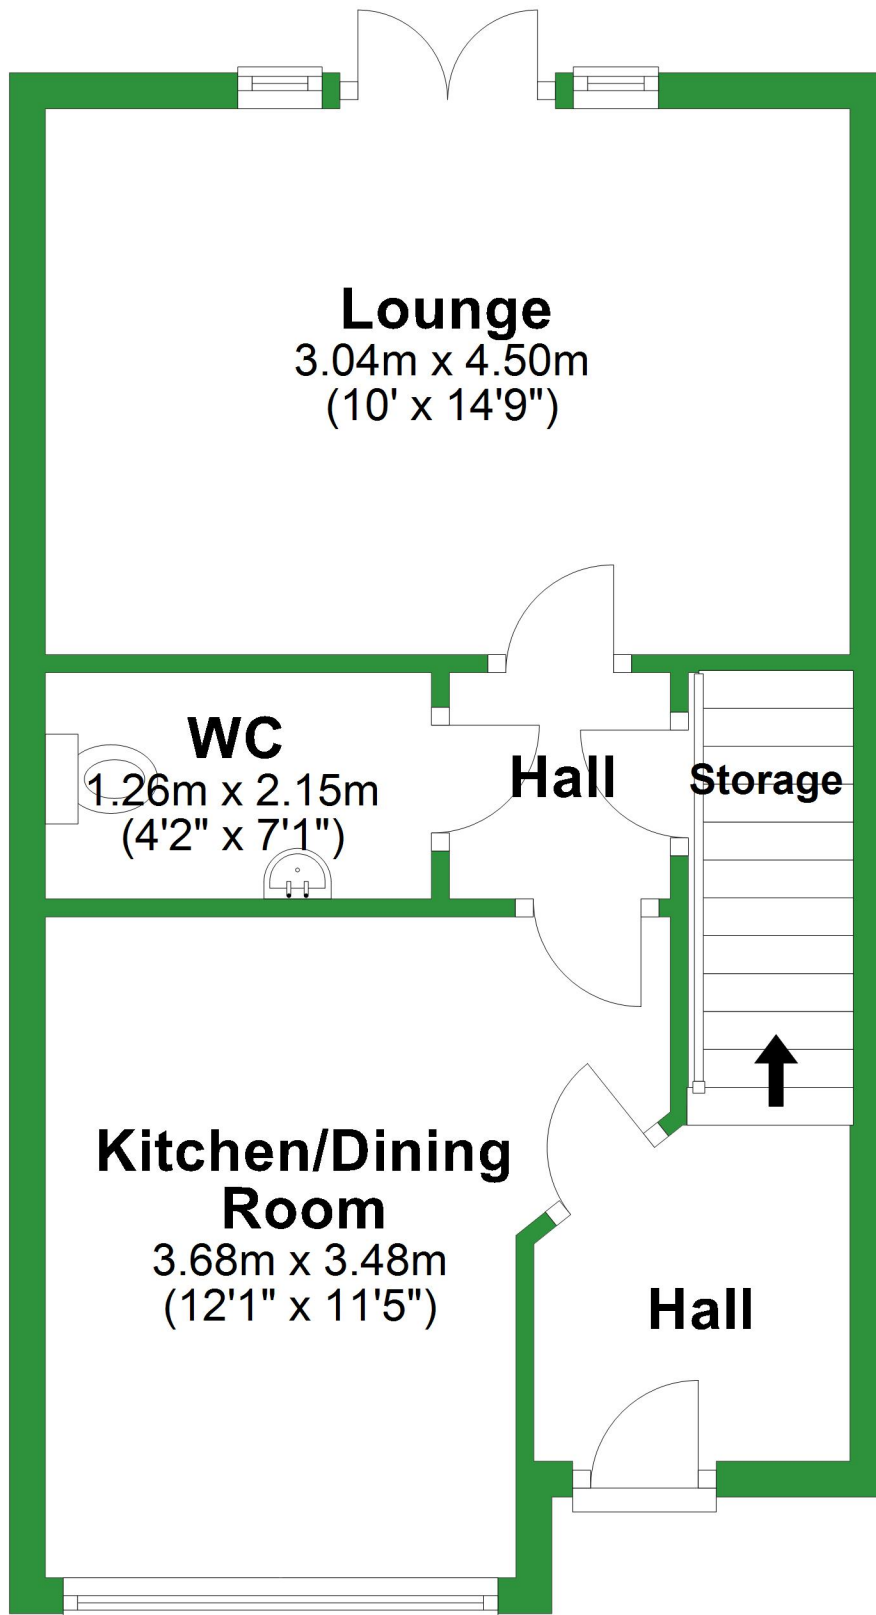 Lounge
3.04m x 4.50m
(10' x 14'9")
WC
1.26m x 2.15m
(4'2" x 7'1")
Hall
Storage
Kitchen/Dining
Room
3.68m x 3.48m
(12'1" x 11'5")
Hall